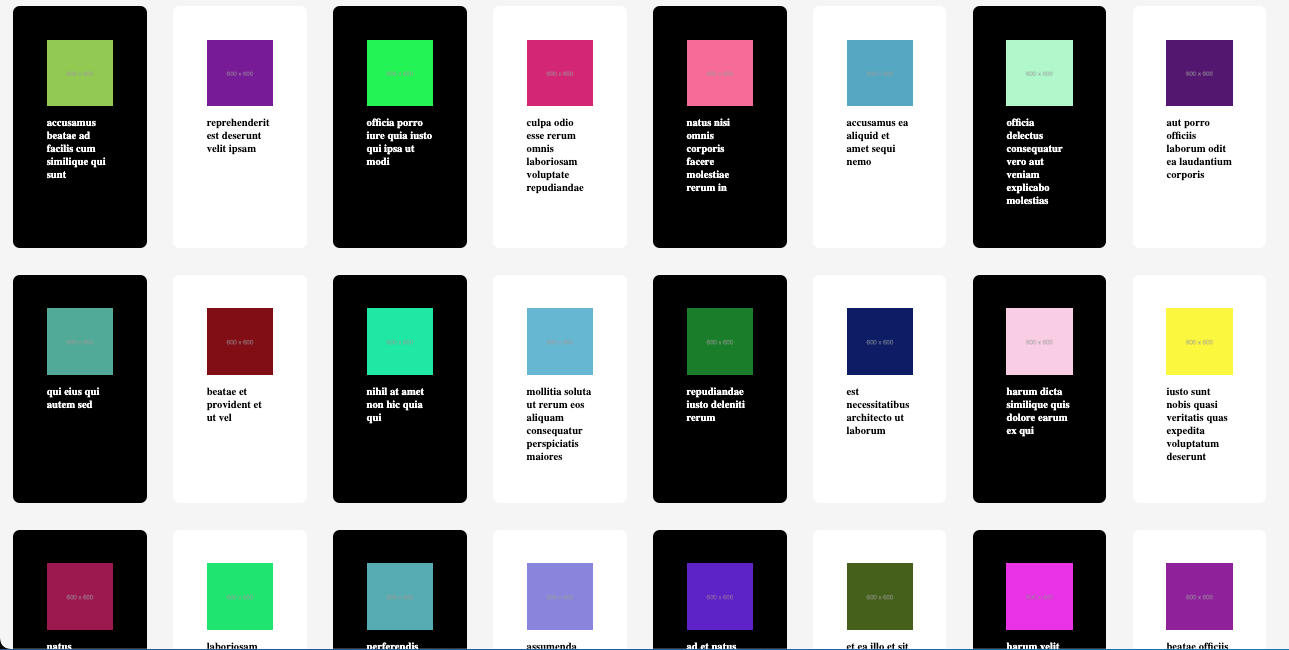 600 x 600
accusamus
beatae ad
facilis cum
similique qui
sunt
600 x 600
reprehenderit
est deserunt
velit ipsam
600 x 600
officia porro
iure quia iusto
qui ipsa ut
modi
600 x 600
culpa odio
esse rerum
omnis
laboriosam
voluptate
repudiandae
600 x 600
natus nisi
omnis
corporis
facere
molestiae
rerum in
600 x 600
accusamus ea
aliquid et
amet sequi
nemo
600 x 600
officia
delectus
consequatur
vero aut
veniam
explicabo
molestias
600 x 600
aut porro
officiis
laborum odit
ea laudantium
corporis
600 x 600
qui eius qui
autem sed
600 x 600
beatae et
provident et
ut vel
600 x 600
nihil at amet
non hic quia
qui
600 x 600
mollitia soluta
ut rerum eos
aliquam
consequatur
perspiciatis
maiores
600 x 600
repudiandae
iusto deleniti
rerum
600 x 600
est
necessitatibus
architecto ut
laborum
600 x 600
harum dicta
similique quis
dolore earum
ex qui
600 x 600
iusto sunt
nobis quasi
veritatis quas
expedita
voluptatum
deserunt
600 x 600
natus
600 x 600
laboriosam
600 x 600
perferendis
600 x 600
assumenda
600 x 600
ad et natus
600 x 600
et ea illo et sit
600 x 600
harum velit
600 x 600
beatae officiis